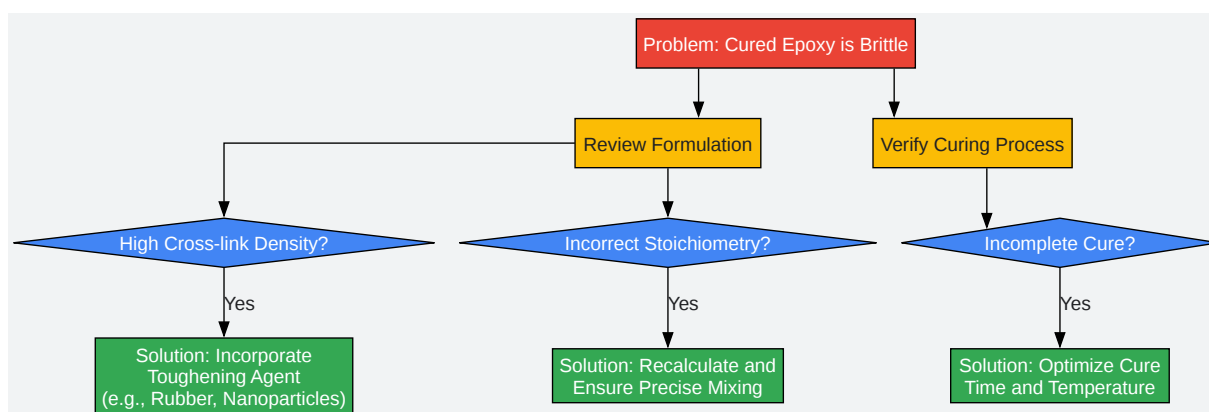 Problem: Cured Epoxy is Brittle
Review Formulation
Verify Curing Process
High Cross-link Density?
Incorrect Stoichiometry?
Incomplete Cure?
Yes
Yes
Yes
Solution: Incorporate
Toughening Agent
(e.g., Rubber, Nanoparticles)
Solution: Recalculate and
Ensure Precise Mixing
Solution: Optimize Cure
Time and Temperature